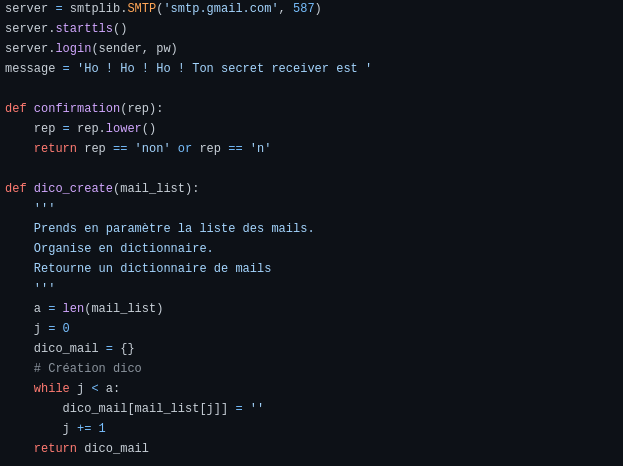 server = smtplib.SMTP('smtp.gmail.com', 587)
server.starttls()
server.login(sender, pw)
message = 'Ho ! Ho ! Ho ! Ton secret receiver est '
def confirmation(rep):
    rep = rep.lower()
    return rep == 'non' or rep == 'n'
def dico_create(mail_list):
    '''
    Prends en paramètre la liste des mails.
    Organise en dictionnaire.
    Retourne un dictionnaire de mails
    '''
    a = len(mail_list)
    j = 0
    dico_mail = {}
    # Création dico
    while j < a:
        dico_mail[mail_list[j]] = ''
        j += 1
    return dico_mail